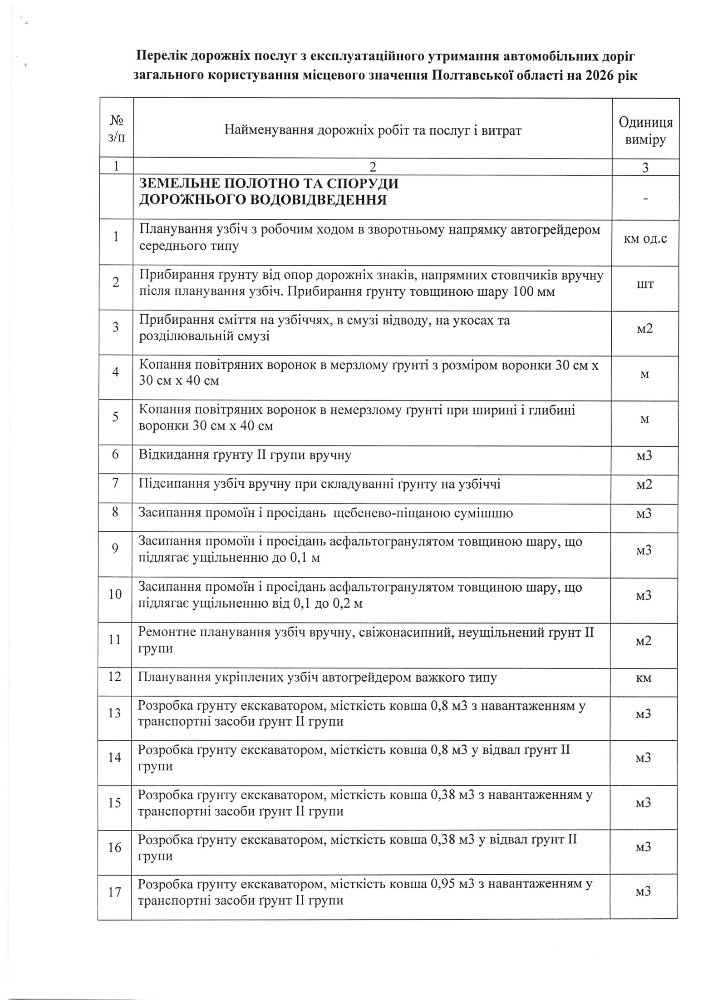 Перелік дорожніх послуг з експлуатаційного утримання автомобільних доріг
загального користування місцевого значення Полтавської області на 2026 рік
№
з/п
Найменування дорожніх робіт та послуг і витрат
Одиниця
виміру
1
2
3
ЗЕМЕЛЬНЕ ПОЛОТНО ТА СПОРУДИ
ДОРОЖНЬОГО ВОДОВІДВЕДЕННЯ
-
1
Планування узбіч з робочим ходом в зворотньому напрямку автогрейдером
середнього типу
км од.с
2
Прибирання ґрунту від опор дорожніх знаків, напрямних стовпчиків вручну
після планування узбіч. Прибирання ґрунту товщиною шару 100 мм
шт
3
Прибирання сміття на узбіччях, в смузі відводу, на укосах та
розділювальній смузі
м2
4
Копання повітряних воронок в мерзлому ґрунті з розміром воронки 30 см х
30 см х 40 см
м
5
Копання повітряних воронок в немерзлому ґрунті при ширині і глибині
воронки 30 см х 40 см
м
6
Відкидання ґрунту II групи вручну
м3
7
Підсипання узбіч вручну при складуванні ґрунту на узбіччі
м2
8
Засипання промоїн і просідань  щебенево-піщаною сумішшю
м3
9
Засипання промоїн і просідань асфальтогранулятом товщиною шару, що
підлягає ущільненню до 0,1 м
м3
10
Засипання промоїн і просідань асфальтогранулятом товщиною шару, що
підлягає ущільненню від 0,1 до 0,2 м
м3
11
Ремонтне планування узбіч вручну, свіжонасипний, неущільнений ґрунт II
групи
м2
12
Планування укріплених узбіч автогрейдером важкого типу
км
13
Розробка ґрунту екскаватором, місткість ковша 0,8 м3 з навантаженням у
транспортні засоби ґрунт II групи
м3
14
Розробка ґрунту екскаватором, місткість ковша 0,8 м3 у відвал ґрунт II
групи
м3
15
Розробка ґрунту екскаватором, місткість ковша 0,38 м3 з навантаженням у
транспортні засоби ґрунт II групи
м3
16
Розробка ґрунту екскаватором, місткість ковша 0,38 м3 у відвал ґрунт II
групи
м3
17
Розробка ґрунту екскаватором, місткість ковша 0,95 м3 з навантаженням у
транспортні засоби ґрунт II групи
м3